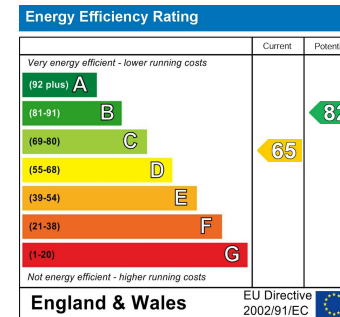 Energy Efficiency Rating
Current
Very energy efficient - lower running costs
(92 plus) A
(81-91) B
(69-80) C
(55-68) D
(39-54) E
(21-38) F
(1-20) G
65
Not energy efficient - higher running costs
England & Wales
EU Directive
2002/91/EC